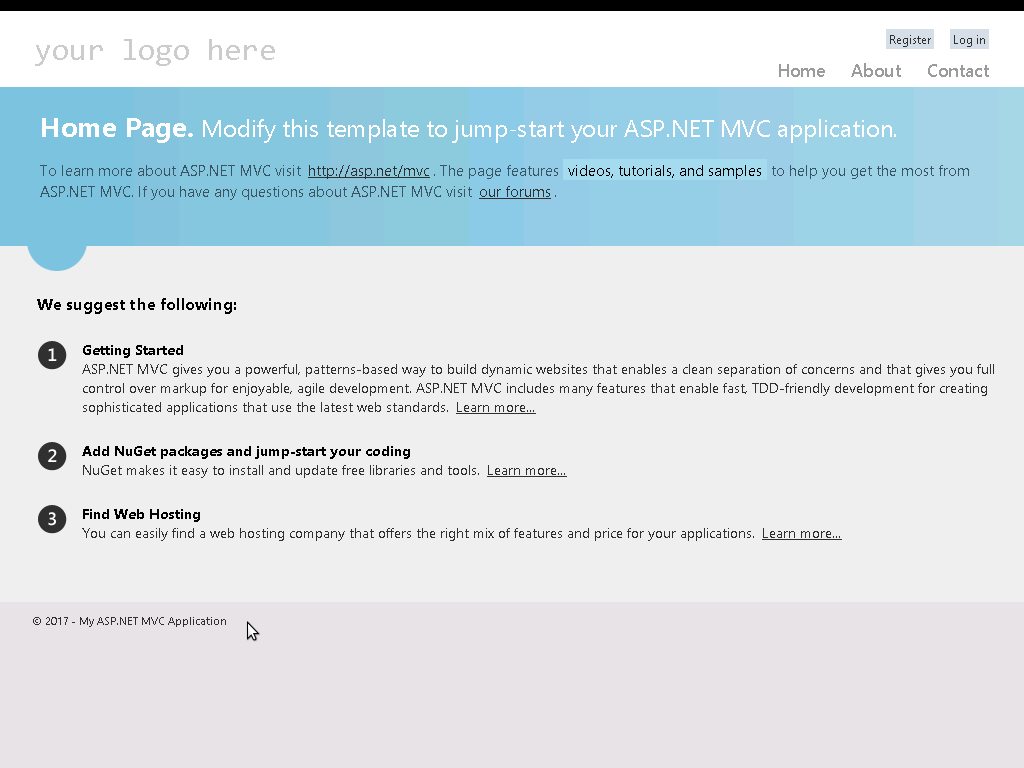 your logo here
Register Log in
Home About Contact
Home Page. Modify this template to jump-start your ASP.NET MVC application.
To learn more about ASP.NET MVC visit http://asp.net/mvc . The page features videos, tutorials, and samples to help you get the most from
ASP.NET MVC. If you have any questions about ASP.NET MVC visit our forums .
We suggest the following:
1 Getting Started
ASP.NET MVC gives you a powerful, patterns-based way to build dynamic websites that enables a clean separation of concerns and that gives you full
control over markup for enjoyable, agile development. ASP.NET MVC includes many features that enable fast, TDD-friendly development for creating
sophisticated applications that use the latest web standards. Learn more...
2 Add NuGet packages and jump-start your coding
NuGet makes it easy to install and update free libraries and tools. Learn more...
3 Find Web Hosting
You can easily find a web hosting company that offers the right mix of features and price for your applications. Learn more...
© 2017 - My ASP.NET MVC Application